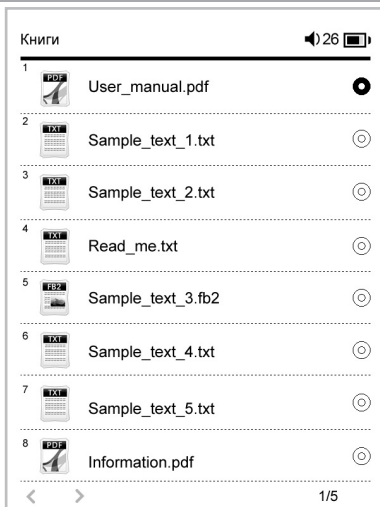 Книги 26
1 PDF User_manual.pdf
2 TXT Sample_text_1.txt
3 TXT Sample_text_2.txt
4 TXT Read_me.txt
5 FB2 Sample_text_3.fb2
6 TXT Sample_text_4.txt
7 TXT Sample_text_5.txt
8 PDF Information.pdf
1/5